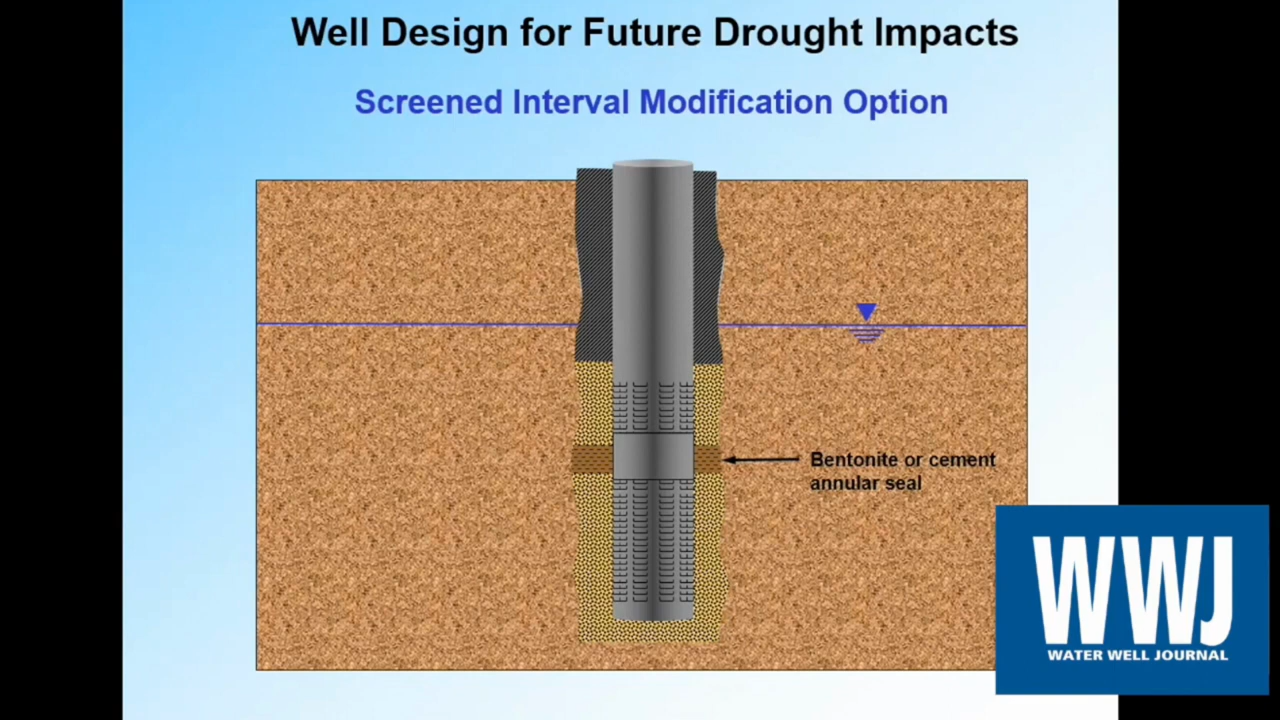 Well Design for Future Drought Impacts
Screened Interval Modification Option
Bentonite or cement
annular seal
WWJ
WATER WELL JOURNAL